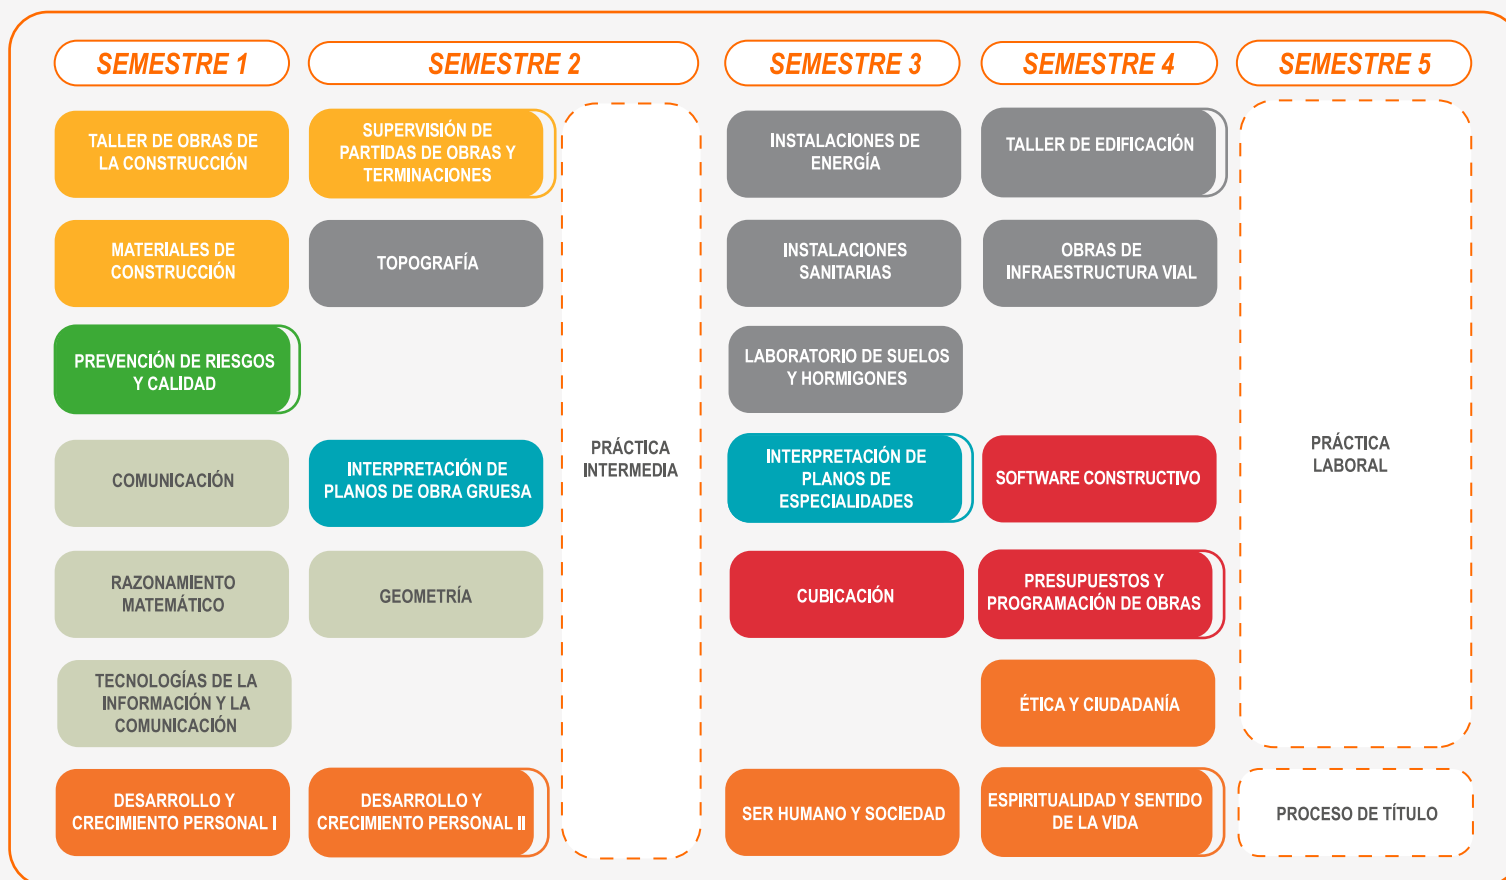 SEMESTRE 1
SEMESTRE 2
SEMESTRE 3
SEMESTRE 4
SEMESTRE 5
TALLER DE OBRAS DE
LA CONSTRUCCIÓN
SUPERVISIÓN DE
PARTIDAS DE OBRAS Y
TERMINACIONES
INSTALACIONES DE
ENERGÍA
TALLER DE EDIFICACIÓN
MATERIALES DE
CONSTRUCCIÓN
TOPOGRAFÍA
INSTALACIONES
SANITARIAS
OBRAS DE
INFRAESTRUCTURA VIAL
PREVENCIÓN DE RIESGOS
Y CALIDAD
LABORATORIO DE SUELOS
Y HORMIGONES
COMUNICACIÓN
INTERPRETACIÓN DE
PLANOS DE OBRA GRUESA
PRÁCTICA
INTERMEDIA
INTERPRETACIÓN DE
PLANOS DE
ESPECIALIDADES
SOFTWARE CONSTRUCTIVO
PRÁCTICA
LABORAL
RAZONAMIENTO
MATEMÁTICO
GEOMETRÍA
CUBICACIÓN
PRESUPUESTOS Y
PROGRAMACIÓN DE OBRAS
TECNOLOGÍAS DE LA
INFORMACIÓN Y LA
COMUNICACIÓN
ÉTICA Y CIUDADANÍA
DESARROLLO Y
CRECIMIENTO PERSONAL I
DESARROLLO Y
CRECIMIENTO PERSONAL II
SER HUMANO Y SOCIEDAD
ESPIRITUALIDAD Y SENTIDO
DE LA VIDA
PROCESO DE TÍTULO